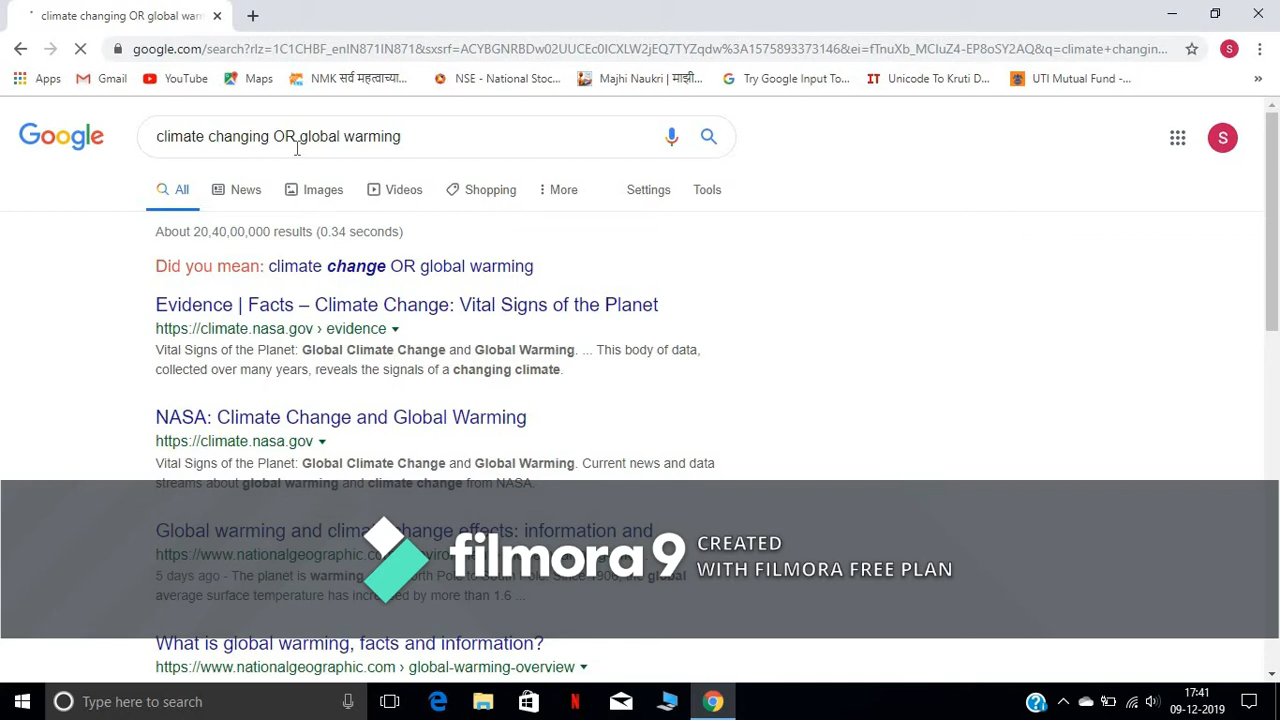 climate changing OR global warm
google.com/search?rlz=1C1CHBF_enIN871IN871&sxsrf=ACYBGNRBDw02UUCEc0ICXLW2jEQ7TYZqdw%3A1575893373146&ei=fTnuXb_MCIuZ4-EP8oSY2AQ&q=climate+changin...
S
Apps Gmail YouTube Maps NMK सर्व महत्वाच्या... NSE - National Stoc... Majhi Naukri | माझी... Try Google Input To... Unicode To Kruti D... UTI Mutual Fund -... »
Google climate changing OR global warming S
All News Images Videos Shopping More Settings Tools
About 20,40,00,000 results (0.34 seconds)
Did you mean: climate change OR global warming
Evidence | Facts – Climate Change: Vital Signs of the Planet
https://climate.nasa.gov › evidence
Vital Signs of the Planet: Global Climate Change and Global Warming. ... This body of data,
collected over many years, reveals the signals of a changing climate.
NASA: Climate Change and Global Warming
https://climate.nasa.gov
Vital Signs of the Planet: Global Climate Change and Global Warming. Current news and data
streams about global warming and climate change from NASA.
Global warming and climate change effects: information and
https://www.nationalgeographic.com
5 days ago - The planet is warming, North Pole to South Pole. Since 1906, the global
average surface temperature has increased by more than 1.6 ...
filmora9 CREATED
WITH FILMORA FREE PLAN
What is global warming, facts and information?
https://www.nationalgeographic.com › global-warming-overview
Type here to search
17:41
09-12-2019